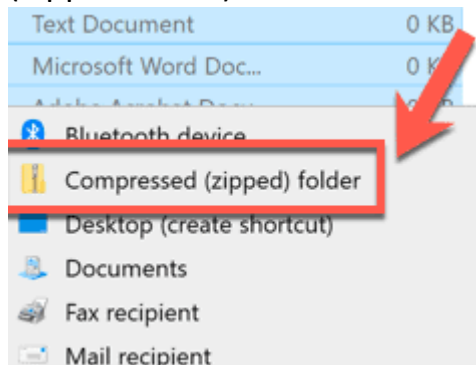 Text Document 0 KB
Microsoft Word Doc... 0
Bluetooth device
Compressed (zipped) folder
Desktop (create shortcut)
Documents
Fax recipient
Mail recipient